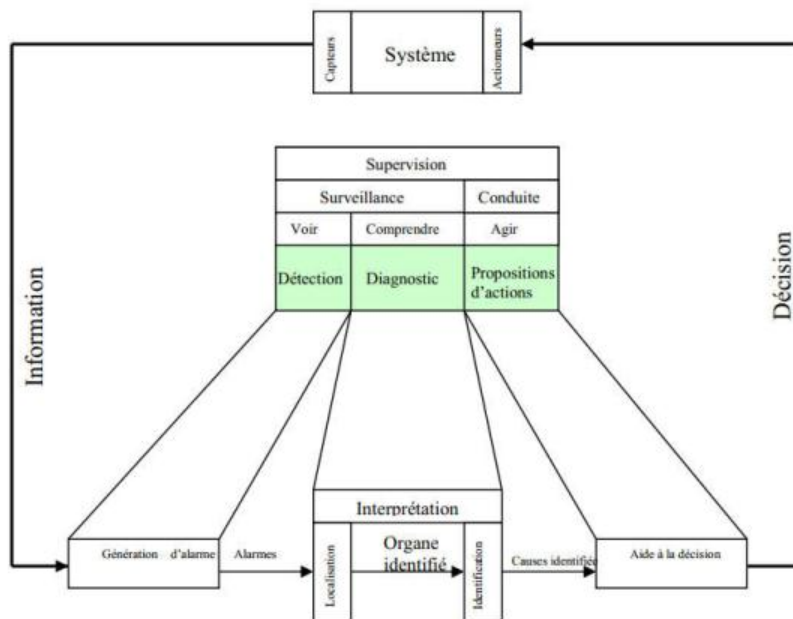 Capteurs
Système
Actionneurs
Supervision
Surveillance
Conduite
Voir
Comprendre
Agir
Détection
Diagnostic
Propositions
d'actions
Information
Décision
Interprétation
Génération d'alarme
Alarmes
Localisation
Organe
identifié
Identification
Causes identifiée
Aide à la décision